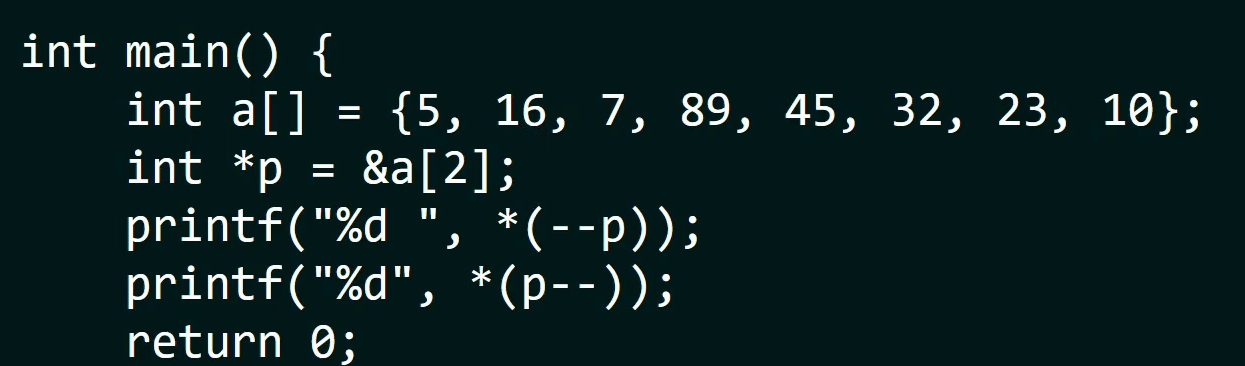 int main() {
    int a[] = {5, 16, 7, 89, 45, 32, 23, 10};
    int *p = &a[2];
    printf("%d ", *(--p));
    printf("%d", *(p--));
    return 0;